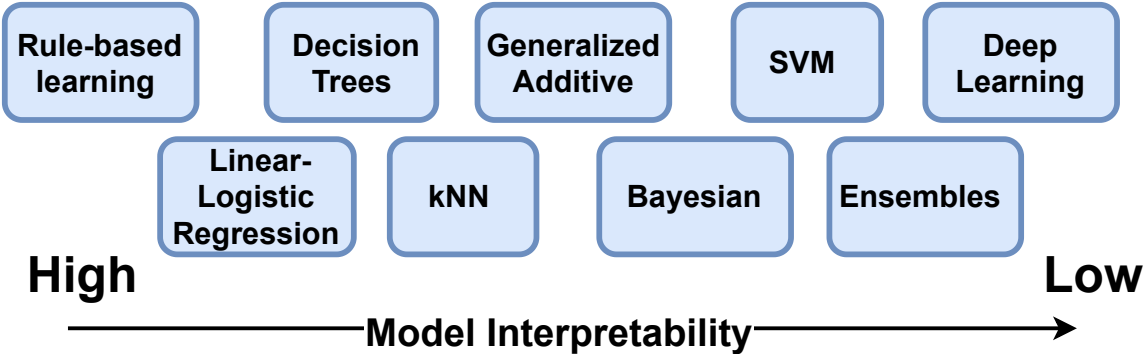 Rule-based
learning
Decision
Trees
Generalized
Additive
SVM
Deep
Learning
Linear-
Logistic
Regression
kNN
Bayesian
Ensembles
High
Low
Model Interpretability